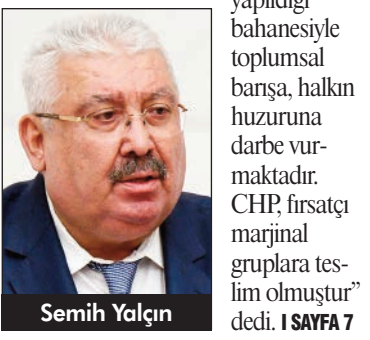 yapıldığı
bahanesiyle
toplumsal
barışa, halkın
huzuruna
darbe vur-
maktadır.
CHP, fırsatçı
marjinal
gruplara tes-
lim olmuştur”
dedi. I SAYFA 7
Semih Yalçın